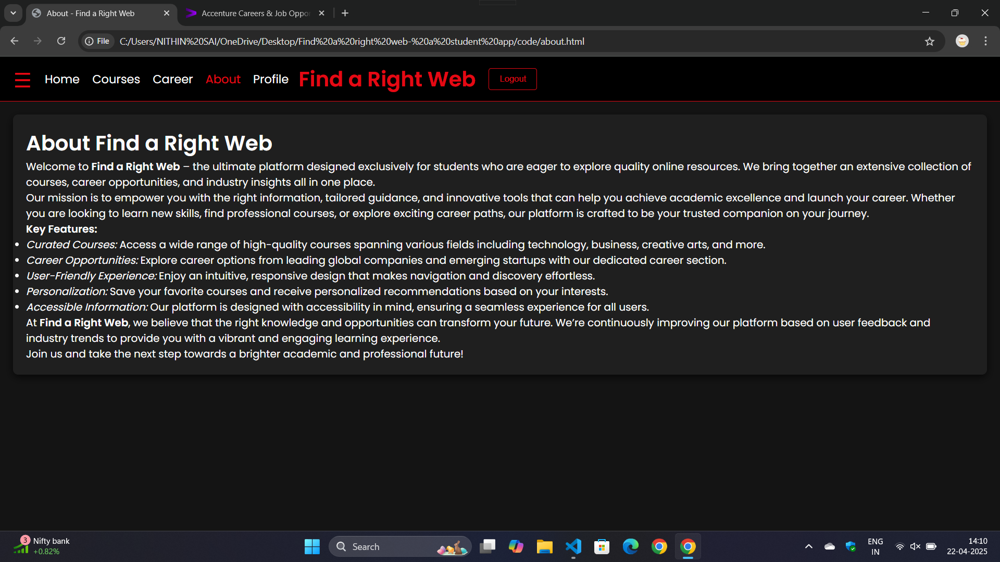 About - Find a Right Web
Accenture Careers & Job Oppor
File
C:/Users/NITHIN%20SAI/OneDrive/Desktop/Find%20a%20right%20web-%20a%20student%20app/code/about.html
Home Courses Career About Profile Find a Right Web Logout
About Find a Right Web
Welcome to Find a Right Web – the ultimate platform designed exclusively for students who are eager to explore quality online resources. We bring together an extensive collection of
courses, career opportunities, and industry insights all in one place.
Our mission is to empower you with the right information, tailored guidance, and innovative tools that can help you achieve academic excellence and launch your career. Whether
you are looking to learn new skills, find professional courses, or explore exciting career paths, our platform is crafted to be your trusted companion on your journey.
Key Features:
• Curated Courses: Access a wide range of high-quality courses spanning various fields including technology, business, creative arts, and more.
• Career Opportunities: Explore career options from leading global companies and emerging startups with our dedicated career section.
• User-Friendly Experience: Enjoy an intuitive, responsive design that makes navigation and discovery effortless.
• Personalization: Save your favorite courses and receive personalized recommendations based on your interests.
• Accessible Information: Our platform is designed with accessibility in mind, ensuring a seamless experience for all users.
At Find a Right Web, we believe that the right knowledge and opportunities can transform your future. We’re continuously improving our platform based on user feedback and
industry trends to provide you with a vibrant and engaging learning experience.
Join us and take the next step towards a brighter academic and professional future!
3
Nifty bank
+0.82%
Search
ENG
IN
14:10
22-04-2025